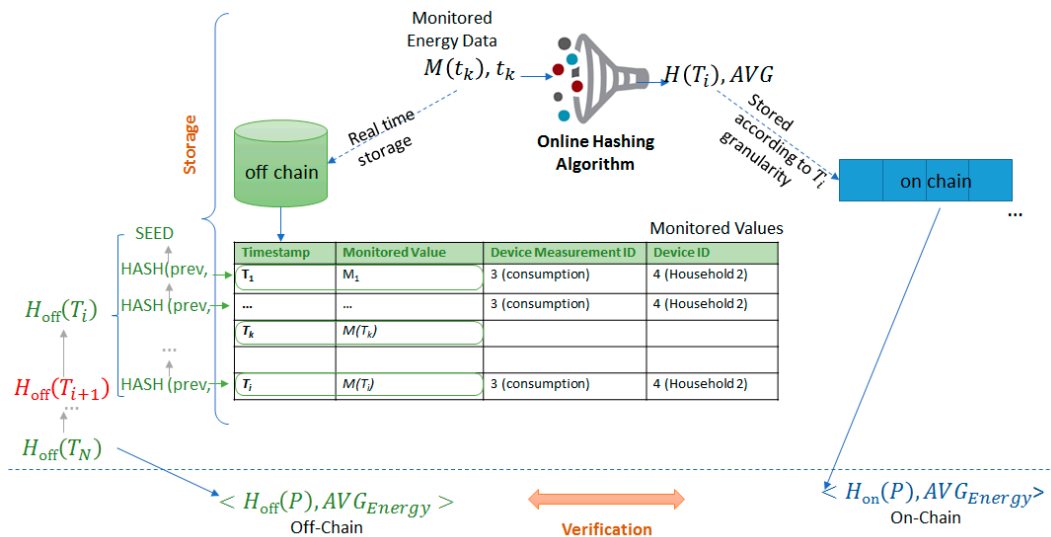 Monitored
Energy Data
M(t_k), t_k
H(T_i), AVG
Online Hashing
Algorithm
Real time
storage
Stored
according to T_i
granularity
Storage
off chain
on chain
...
Monitored Values
SEED
HASH(prev,
HASH(prev,
...
HASH(prev,
H_off(T_i)
H_off(T_{i+1})
...
H_off(T_N)
Timestamp Monitored Value Device Measurement ID Device ID
T_1 M_1 3 (consumption) 4 (Household 2)
... ... 3 (consumption) 4 (Household 2)
T_k M(T_k)
T_i M(T_i) 3 (consumption) 4 (Household 2)
< H_off(P), AVG_Energy >
Off-Chain
Verification
< H_on(P), AVG_Energy>
On-Chain